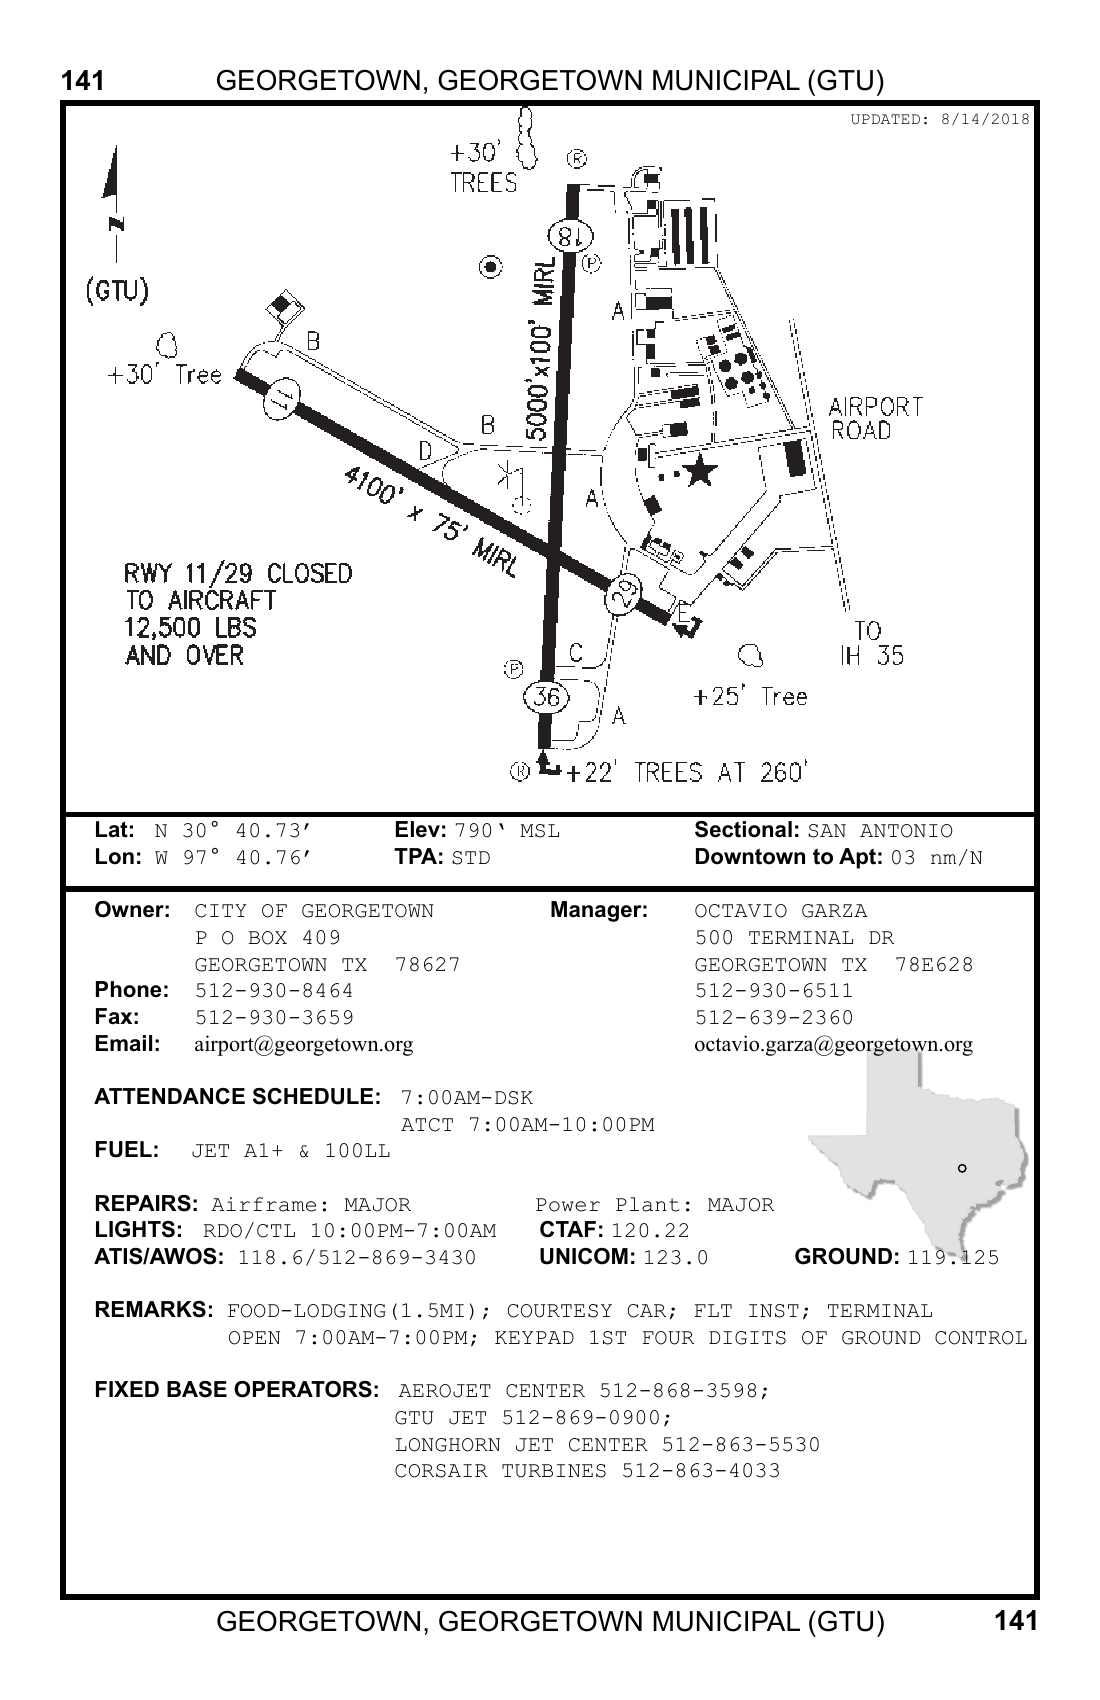 141 GEORGETOWN, GEORGETOWN MUNICIPAL (GTU)
UPDATED: 8/14/2018
+30' TREES
R
N
(GTU)
18
P
5000'x100' MIRL
A
+30' Tree
B
11
AIRPORT ROAD
B
D
A
4100' x 75' MIRL
RWY 11/29 CLOSED
TO AIRCRAFT
12,500 LBS
AND OVER
29
E
TO IH 35
C
P
+25' Tree
36
A
R +22' TREES AT 260'
Lat: N 30° 40.73′ Elev: 790‘ MSL Sectional: SAN ANTONIO
Lon: W 97° 40.76′ TPA: STD Downtown to Apt: 03 nm/N
Owner: CITY OF GEORGETOWN Manager: OCTAVIO GARZA
P O BOX 409 500 TERMINAL DR
GEORGETOWN TX 78627 GEORGETOWN TX 78E628
Phone: 512-930-8464 512-930-6511
Fax: 512-930-3659 512-639-2360
Email: airport@georgetown.org octavio.garza@georgetown.org
ATTENDANCE SCHEDULE: 7:00AM-DSK
ATCT 7:00AM-10:00PM
FUEL: JET A1+ & 100LL
REPAIRS: Airframe: MAJOR Power Plant: MAJOR
LIGHTS: RDO/CTL 10:00PM-7:00AM CTAF: 120.22
ATIS/AWOS: 118.6/512-869-3430 UNICOM: 123.0 GROUND: 119.125
REMARKS: FOOD-LODGING(1.5MI); COURTESY CAR; FLT INST; TERMINAL
OPEN 7:00AM-7:00PM; KEYPAD 1ST FOUR DIGITS OF GROUND CONTROL
FIXED BASE OPERATORS: AEROJET CENTER 512-868-3598;
GTU JET 512-869-0900;
LONGHORN JET CENTER 512-863-5530
CORSAIR TURBINES 512-863-4033
GEORGETOWN, GEORGETOWN MUNICIPAL (GTU) 141